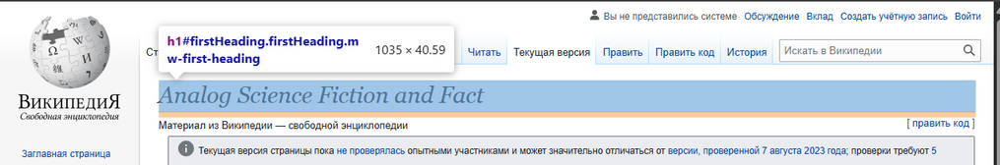 Вы не представились системе Обсуждение Вклад Создать учётную запись Войти
h1#firstHeading.firstHeading.m
w-first-heading
1035 × 40.59
Ст
Читать Текущая версия Править Править код История Искать в Википедии
ВИКИПЕДИЯ
Свободная энциклопедия
Analog Science Fiction and Fact
Материал из Википедии — свободной энциклопедии
[ править код ]
Заглавная страница
Текущая версия страницы пока не проверялась опытными участниками и может значительно отличаться от версии, проверенной 7 августа 2023 года; проверки требуют 5